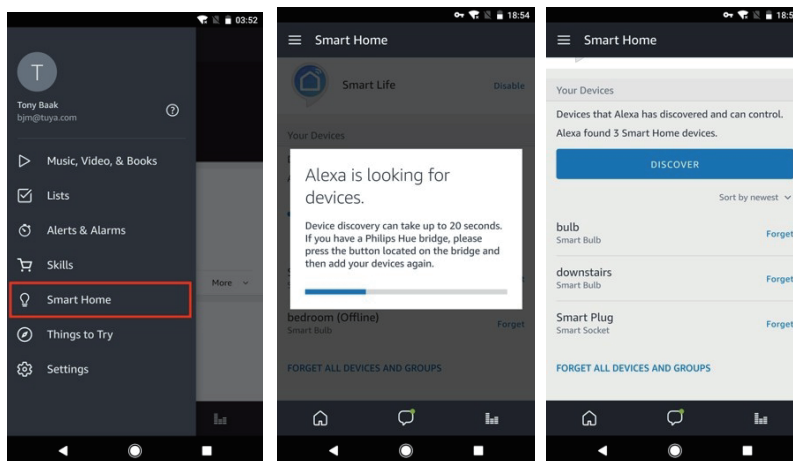 03:52
T
Tony Baak
bjm@tuya.com
Music, Video, & Books
Lists
Alerts & Alarms
Skills
Smart Home
Things to Try
Settings
More
18:54
Smart Home
Smart Life
Disable
Your Devices
Alexa is looking for
devices.
Device discovery can take up to 20 seconds.
If you have a Philips Hue bridge, please
press the button located on the bridge and
then add your devices again.
bedroom (Offline)
Smart Bulb
Forget
FORGET ALL DEVICES AND GROUPS
18:5
Smart Home
Your Devices
Devices that Alexa has discovered and can control.
Alexa found 3 Smart Home devices.
DISCOVER
Sort by newest
bulb
Smart Bulb
Forget
downstairs
Smart Bulb
Forget
Smart Plug
Smart Socket
Forget
FORGET ALL DEVICES AND GROUPS